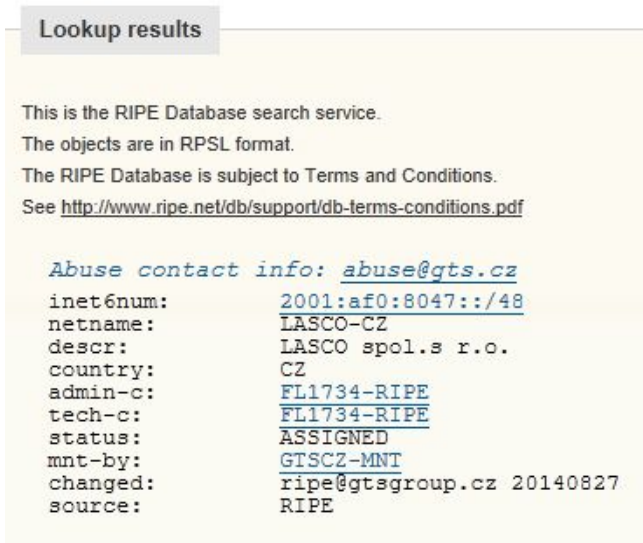 Lookup results
This is the RIPE Database search service.
The objects are in RPSL format.
The RIPE Database is subject to Terms and Conditions.
See http://www.ripe.net/db/support/db-terms-conditions.pdf
Abuse contact info: abuse@gts.cz
inet6num: 2001:af0:8047::/48
netname: LASCO-CZ
descr: LASCO spol.s r.o.
country: CZ
admin-c: FL1734-RIPE
tech-c: FL1734-RIPE
status: ASSIGNED
mnt-by: GTSCZ-MNT
changed: ripe@gtsgroup.cz 20140827
source: RIPE